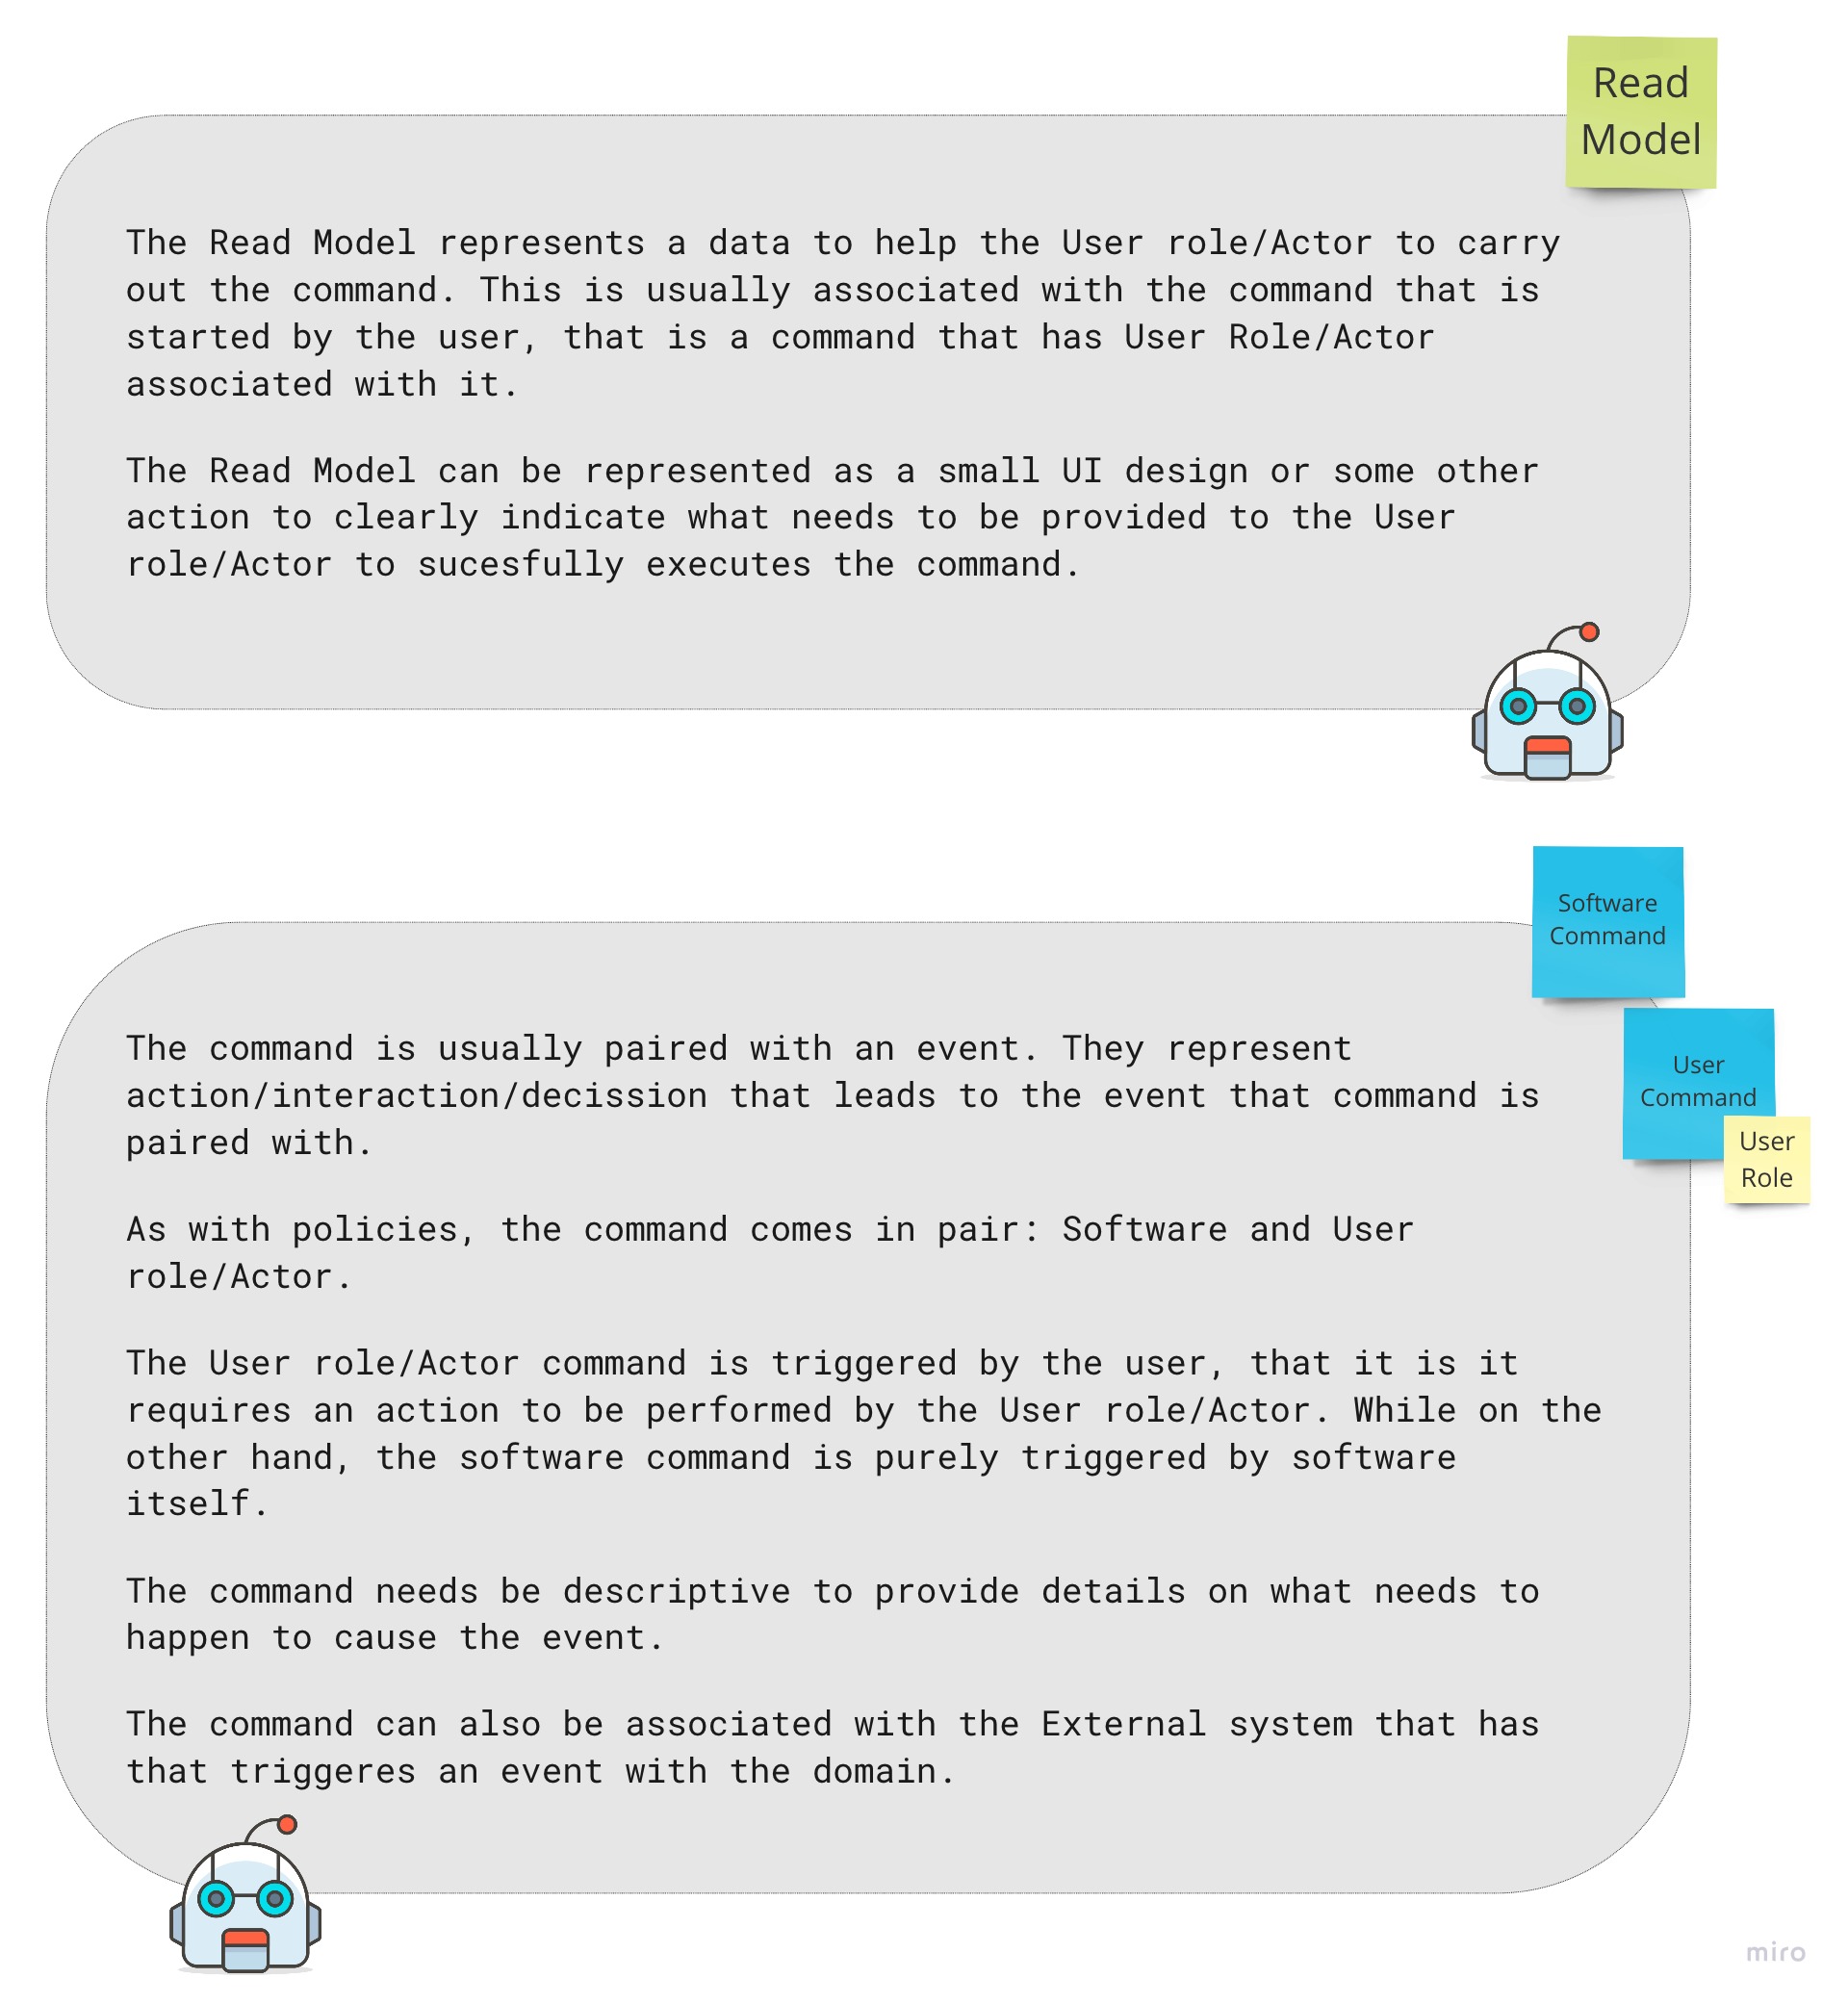 Read
Model
The Read Model represents a data to help the User role/Actor to carry
out the command. This is usually associated with the command that is
started by the user, that is a command that has User Role/Actor
associated with it.
The Read Model can be represented as a small UI design or some other
action to clearly indicate what needs to be provided to the User
role/Actor to sucesfully executes the command.
Software
Command
User
Command
User
Role
The command is usually paired with an event. They represent
action/interaction/decission that leads to the event that command is
paired with.
As with policies, the command comes in pair: Software and User
role/Actor.
The User role/Actor command is triggered by the user, that it is it
requires an action to be performed by the User role/Actor. While on the
other hand, the software command is purely triggered by software
itself.
The command needs be descriptive to provide details on what needs to
happen to cause the event.
The command can also be associated with the External system that has
that triggeres an event with the domain.
miro